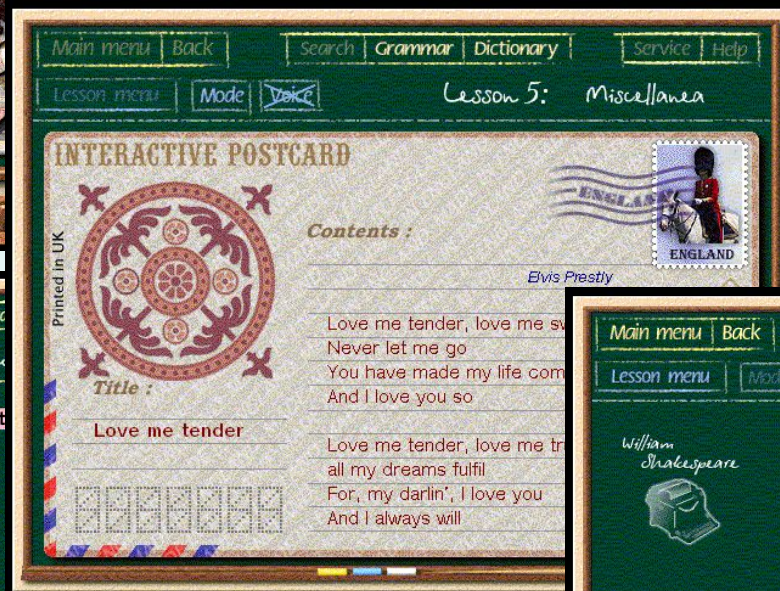 Main menu Back Search Grammar Dictionary Service Help
Lesson menu Mode Voice Lesson 5: Miscellanea
INTERACTIVE POSTCARD
ENGLAND
ENGLAND
Printed in UK
Contents :
Elvis Prestly
Love me tender, love me
Never let me go
You have made my life
And I love you so
Love me tender, love me
all my dreams fulfil
For, my darlin', I love you
And I always will
Title :
Love me tender
Main menu Back
Lesson menu Mode
William
Shakespeare